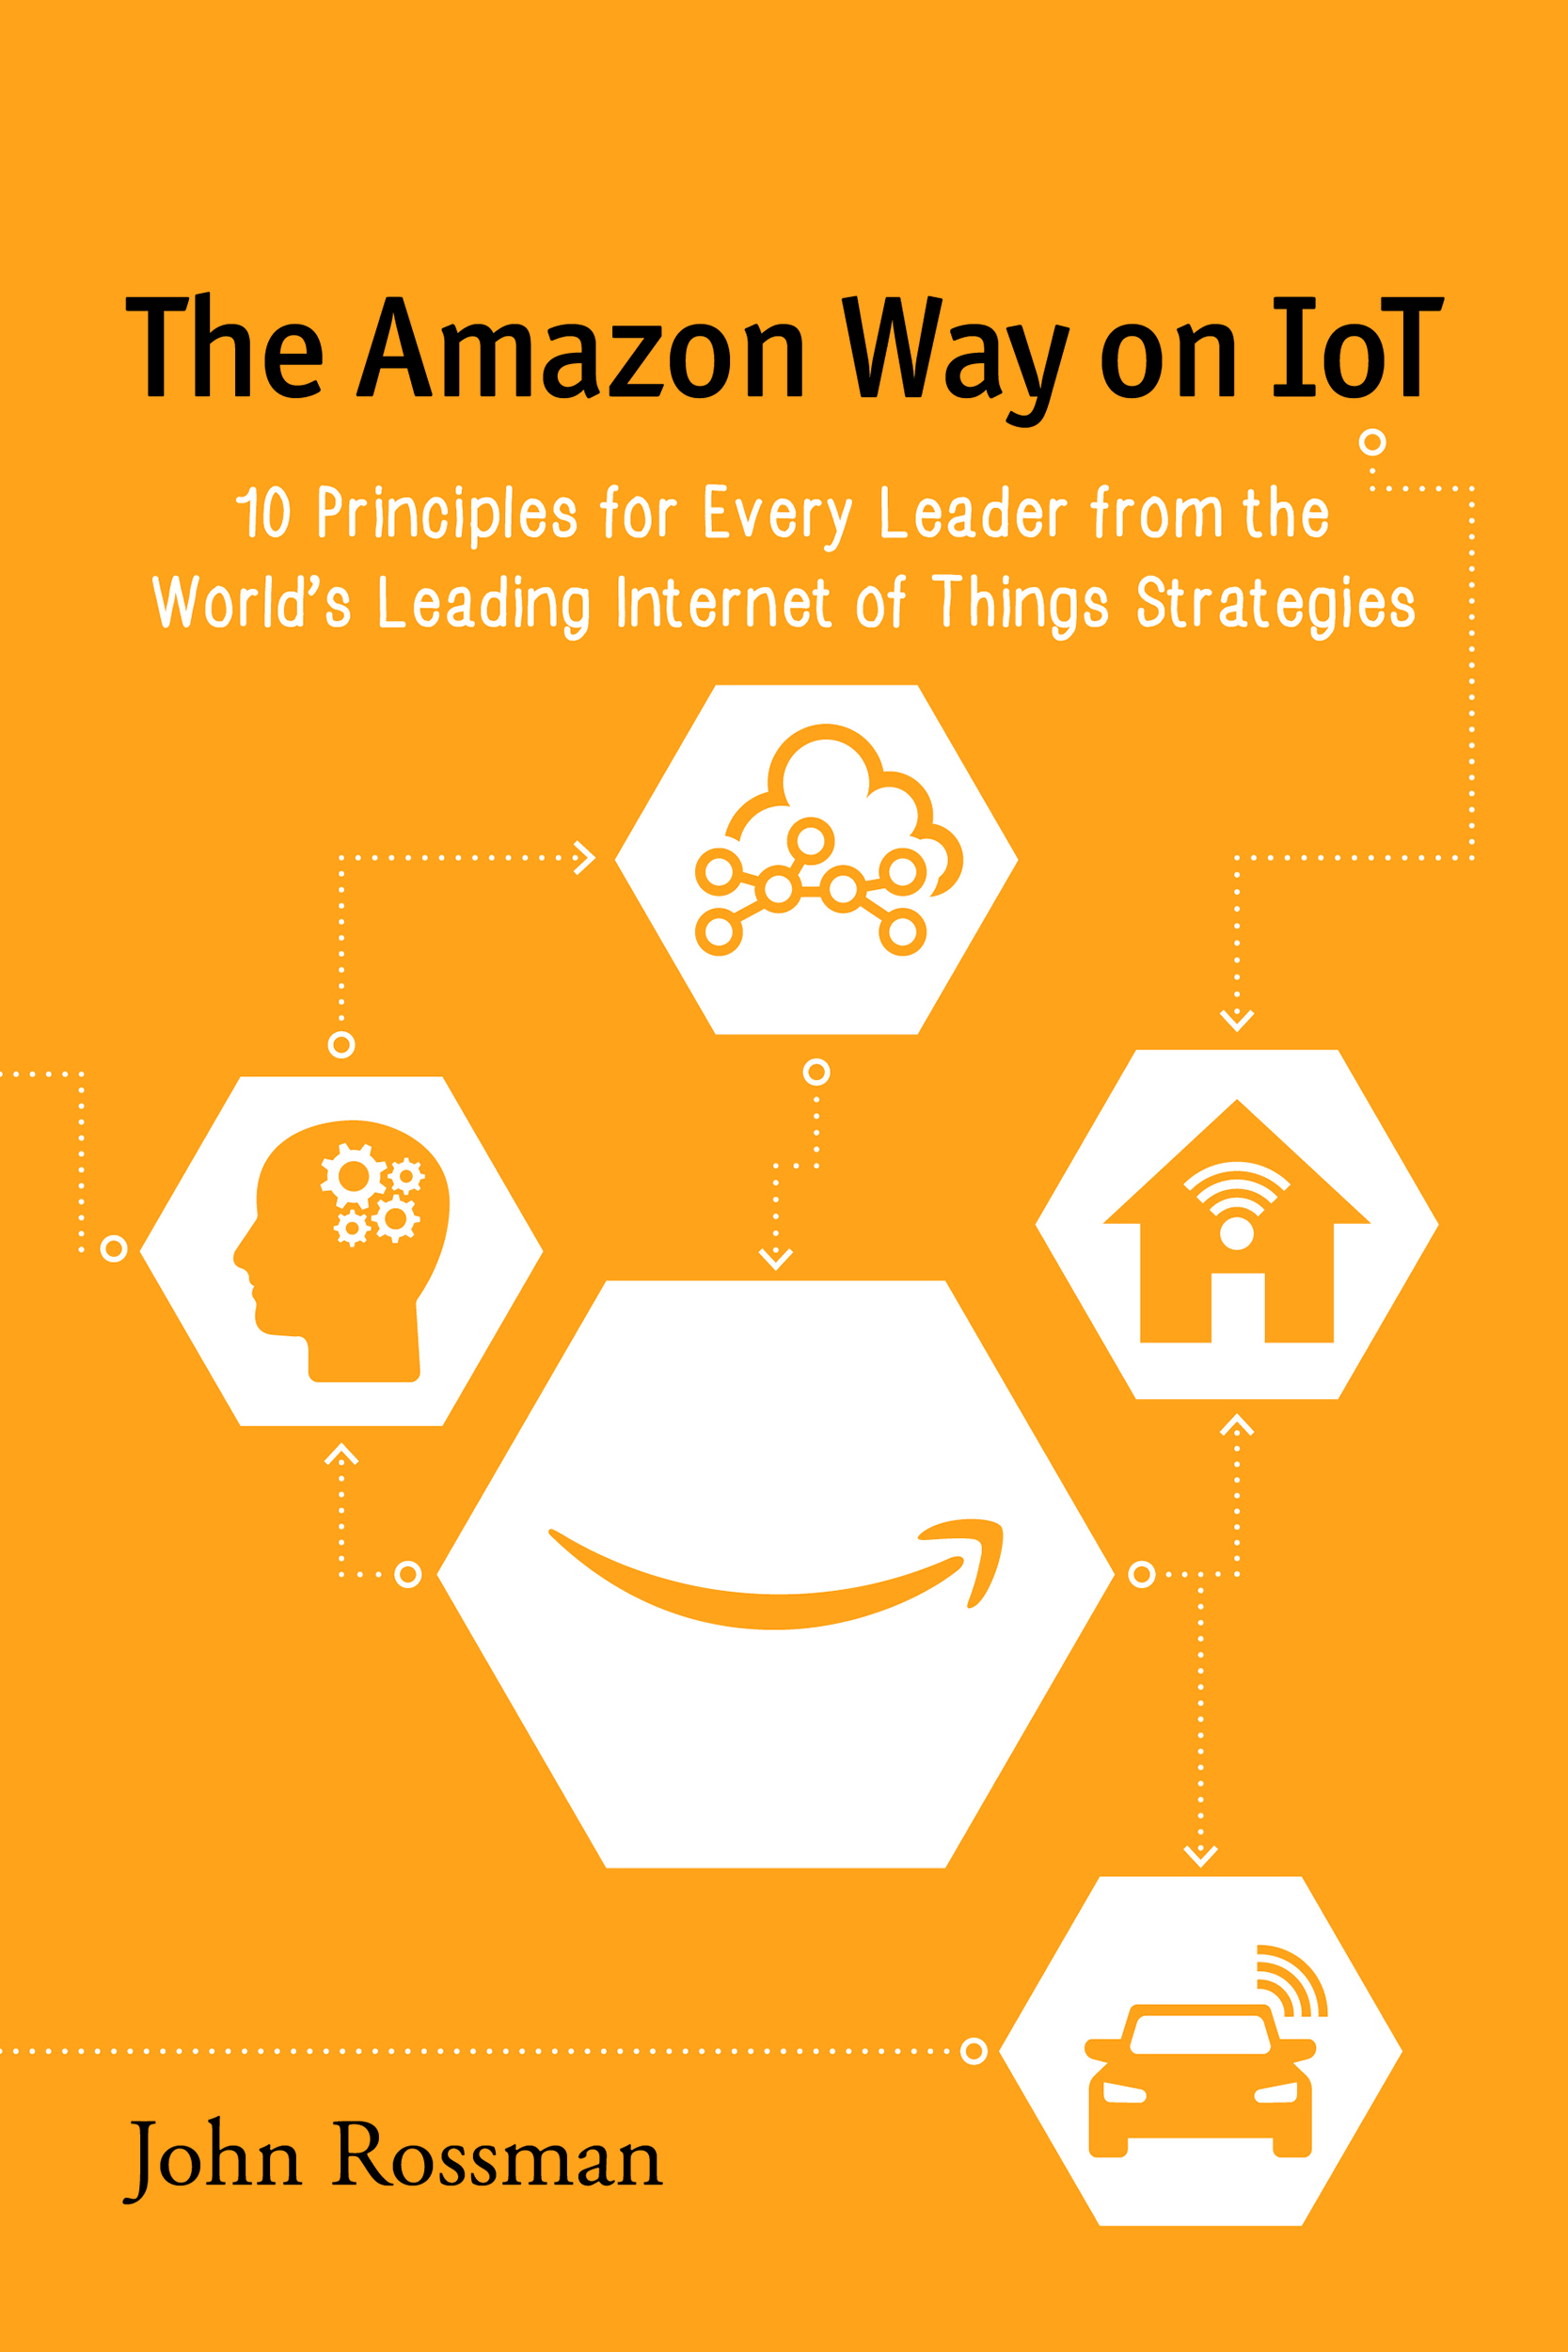 The Amazon Way on IoT
10 Principles for Every Leader from the
World's Leading Internet of Things Strategies
John Rossman